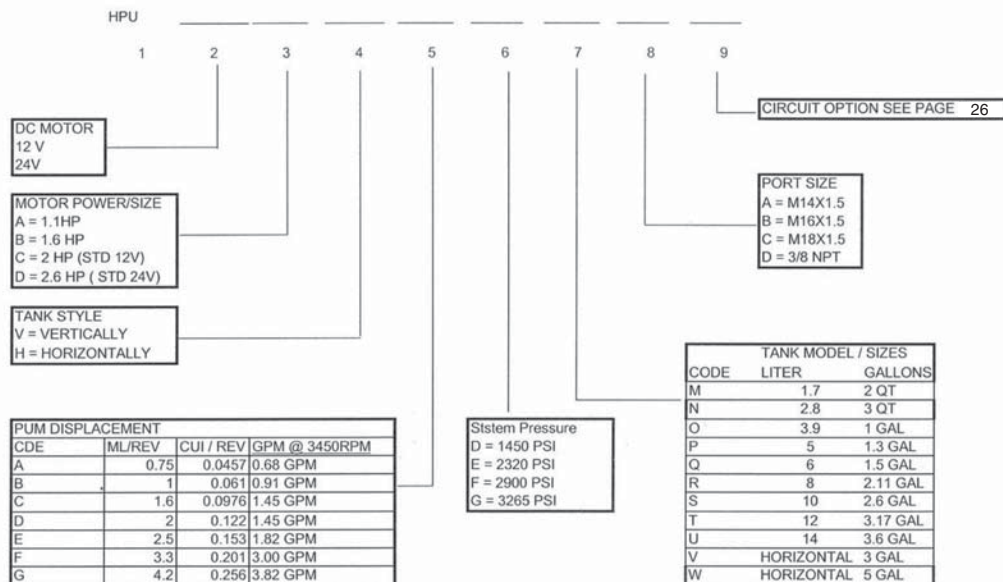 HPU
1 2 3 4 5 6 7 8 9
CIRCUIT OPTION SEE PAGE 26
DC MOTOR
12 V
24V
MOTOR POWER/SIZE
A = 1.1HP
B = 1.6 HP
C = 2 HP (STD 12V)
D = 2.6 HP ( STD 24V)
PORT SIZE
A = M14X1.5
B = M16X1.5
C = M18X1.5
D = 3/8 NPT
TANK STYLE
V = VERTICALLY
H = HORIZONTALLY
TANK MODEL / SIZES
CODE LITER GALLONS
M 1.7 2 QT
N 2.8 3 QT
O 3.9 1 GAL
P 5 1.3 GAL
Q 6 1.5 GAL
R 8 2.11 GAL
S 10 2.6 GAL
T 12 3.17 GAL
U 14 3.6 GAL
V HORIZONTAL 3 GAL
W HORIZONTAL 5 GAL
PUM DISPLACEMENT
CDE ML/REV CUI / REV GPM @ 3450RPM
A 0.75 0.0457 0.68 GPM
B 1 0.061 0.91 GPM
C 1.6 0.0976 1.45 GPM
D 2 0.122 1.45 GPM
E 2.5 0.153 1.82 GPM
F 3.3 0.201 3.00 GPM
G 4.2 0.256 3.82 GPM
Ststem Pressure
D = 1450 PSI
E = 2320 PSI
F = 2900 PSI
G = 3265 PSI